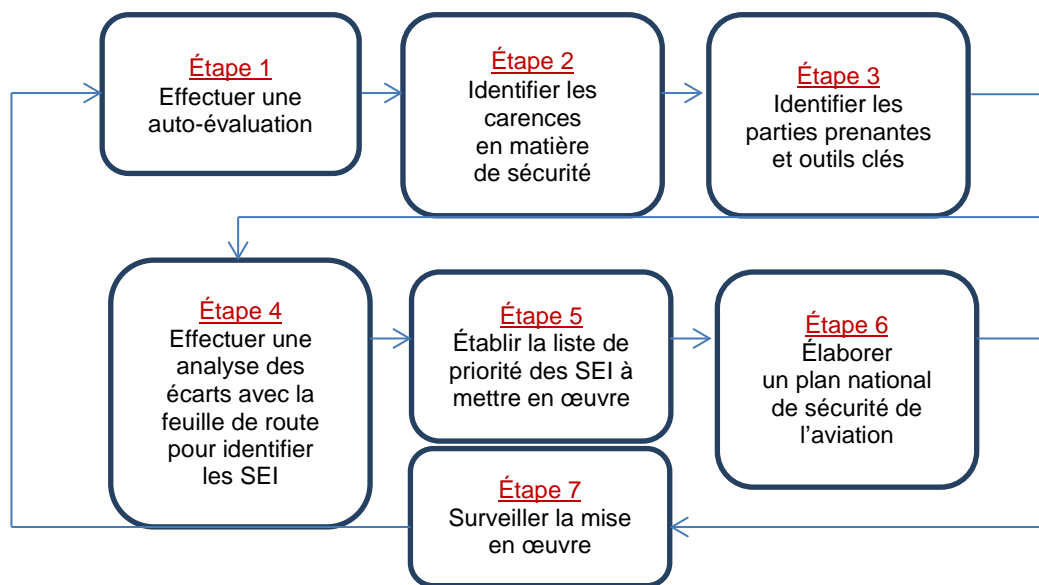 Étape 1
Effectuer une
auto-évaluation
Étape 2
Identifier les
carences
en matière
de sécurité
Étape 3
Identifier les
parties prenantes
et outils clés
Étape 4
Effectuer une
analyse des
écarts avec la
feuille de route
pour identifier
les SEI
Étape 5
Établir la liste de
priorité des SEI à
mettre en œuvre
Étape 6
Élaborer
un plan national
de sécurité de
l’aviation
Étape 7
Surveiller la mise
en œuvre